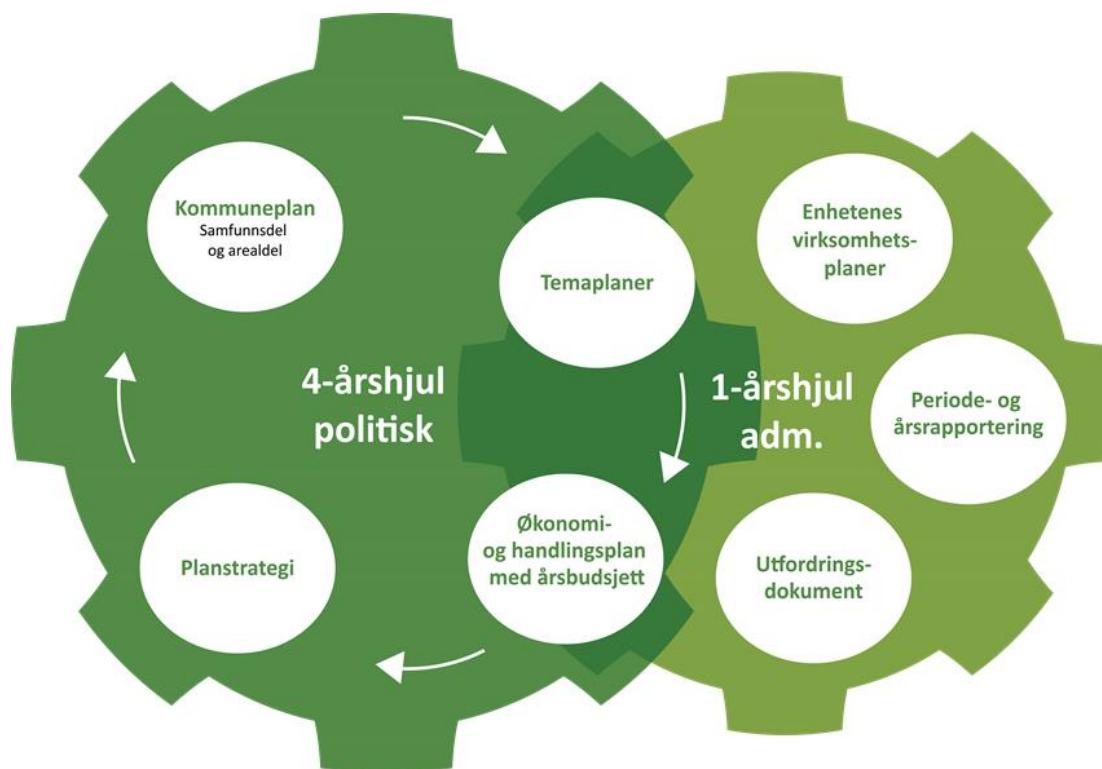 Kommuneplan
Samfunnsdel
og arealdel
Temaplaner
Enhetenes
virksomhets-
planer
4-årshjul
politisk
1-årshjul
adm.
Periode- og
årsrapportering
Planstrategi
Økonomi-
og handlingsplan
med årsbudsjett
Utfordrings-
dokument